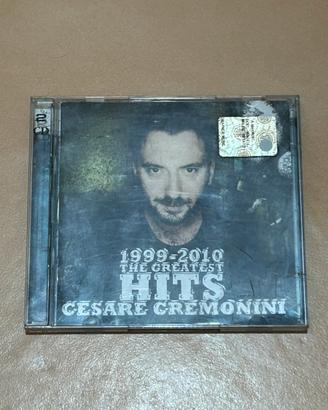 1999-2010
THE GREATEST
HITS
CESARE CREMONINI